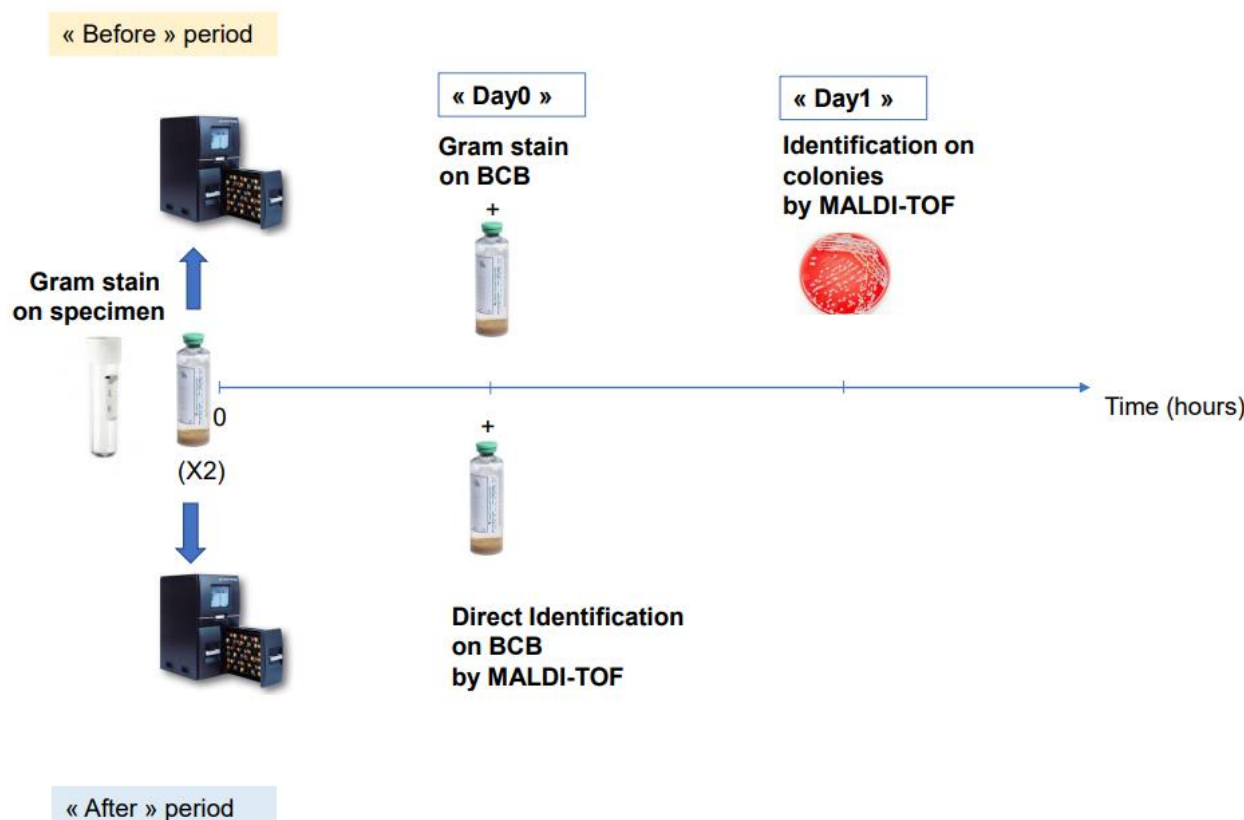 « Before » period
« Day0 »
« Day1 »
Gram stain
on BCB
+
Identification on
colonies
by MALDI-TOF
Gram stain
on specimen
0
(X2)
Time (hours)
+
Direct Identification
on BCB
by MALDI-TOF
« After » period